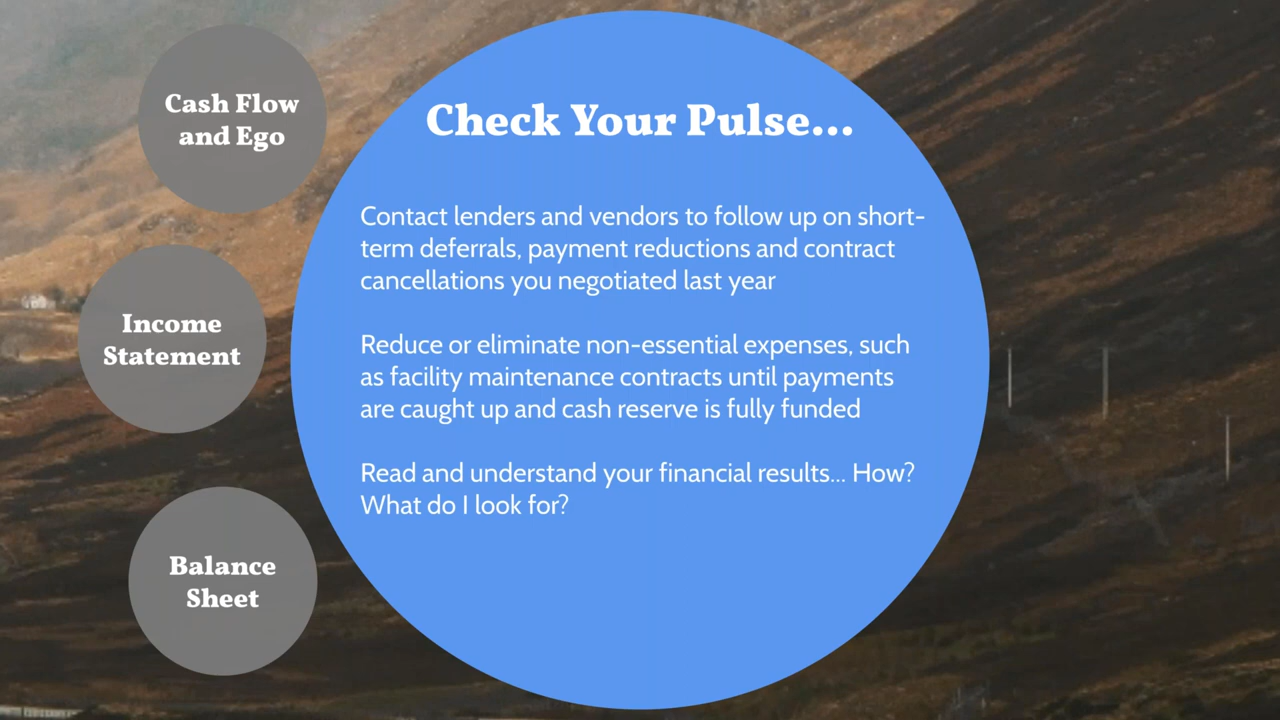 Cash Flow
and Ego
Income
Statement
Balance
Sheet
Check Your Pulse...
Contact lenders and vendors to follow up on short-
term deferrals, payment reductions and contract
cancellations you negotiated last year
Reduce or eliminate non-essential expenses, such
as facility maintenance contracts until payments
are caught up and cash reserve is fully funded
Read and understand your financial results... How?
What do I look for?